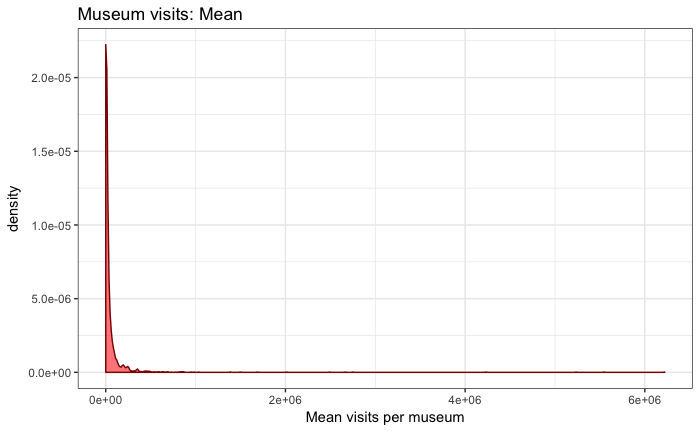 Museum visits: Mean
2.0e-05
1.5e-05
1.0e-05
5.0e-06
0.0e+00
density
0e+00 2e+06 4e+06 6e+06
Mean visits per museum